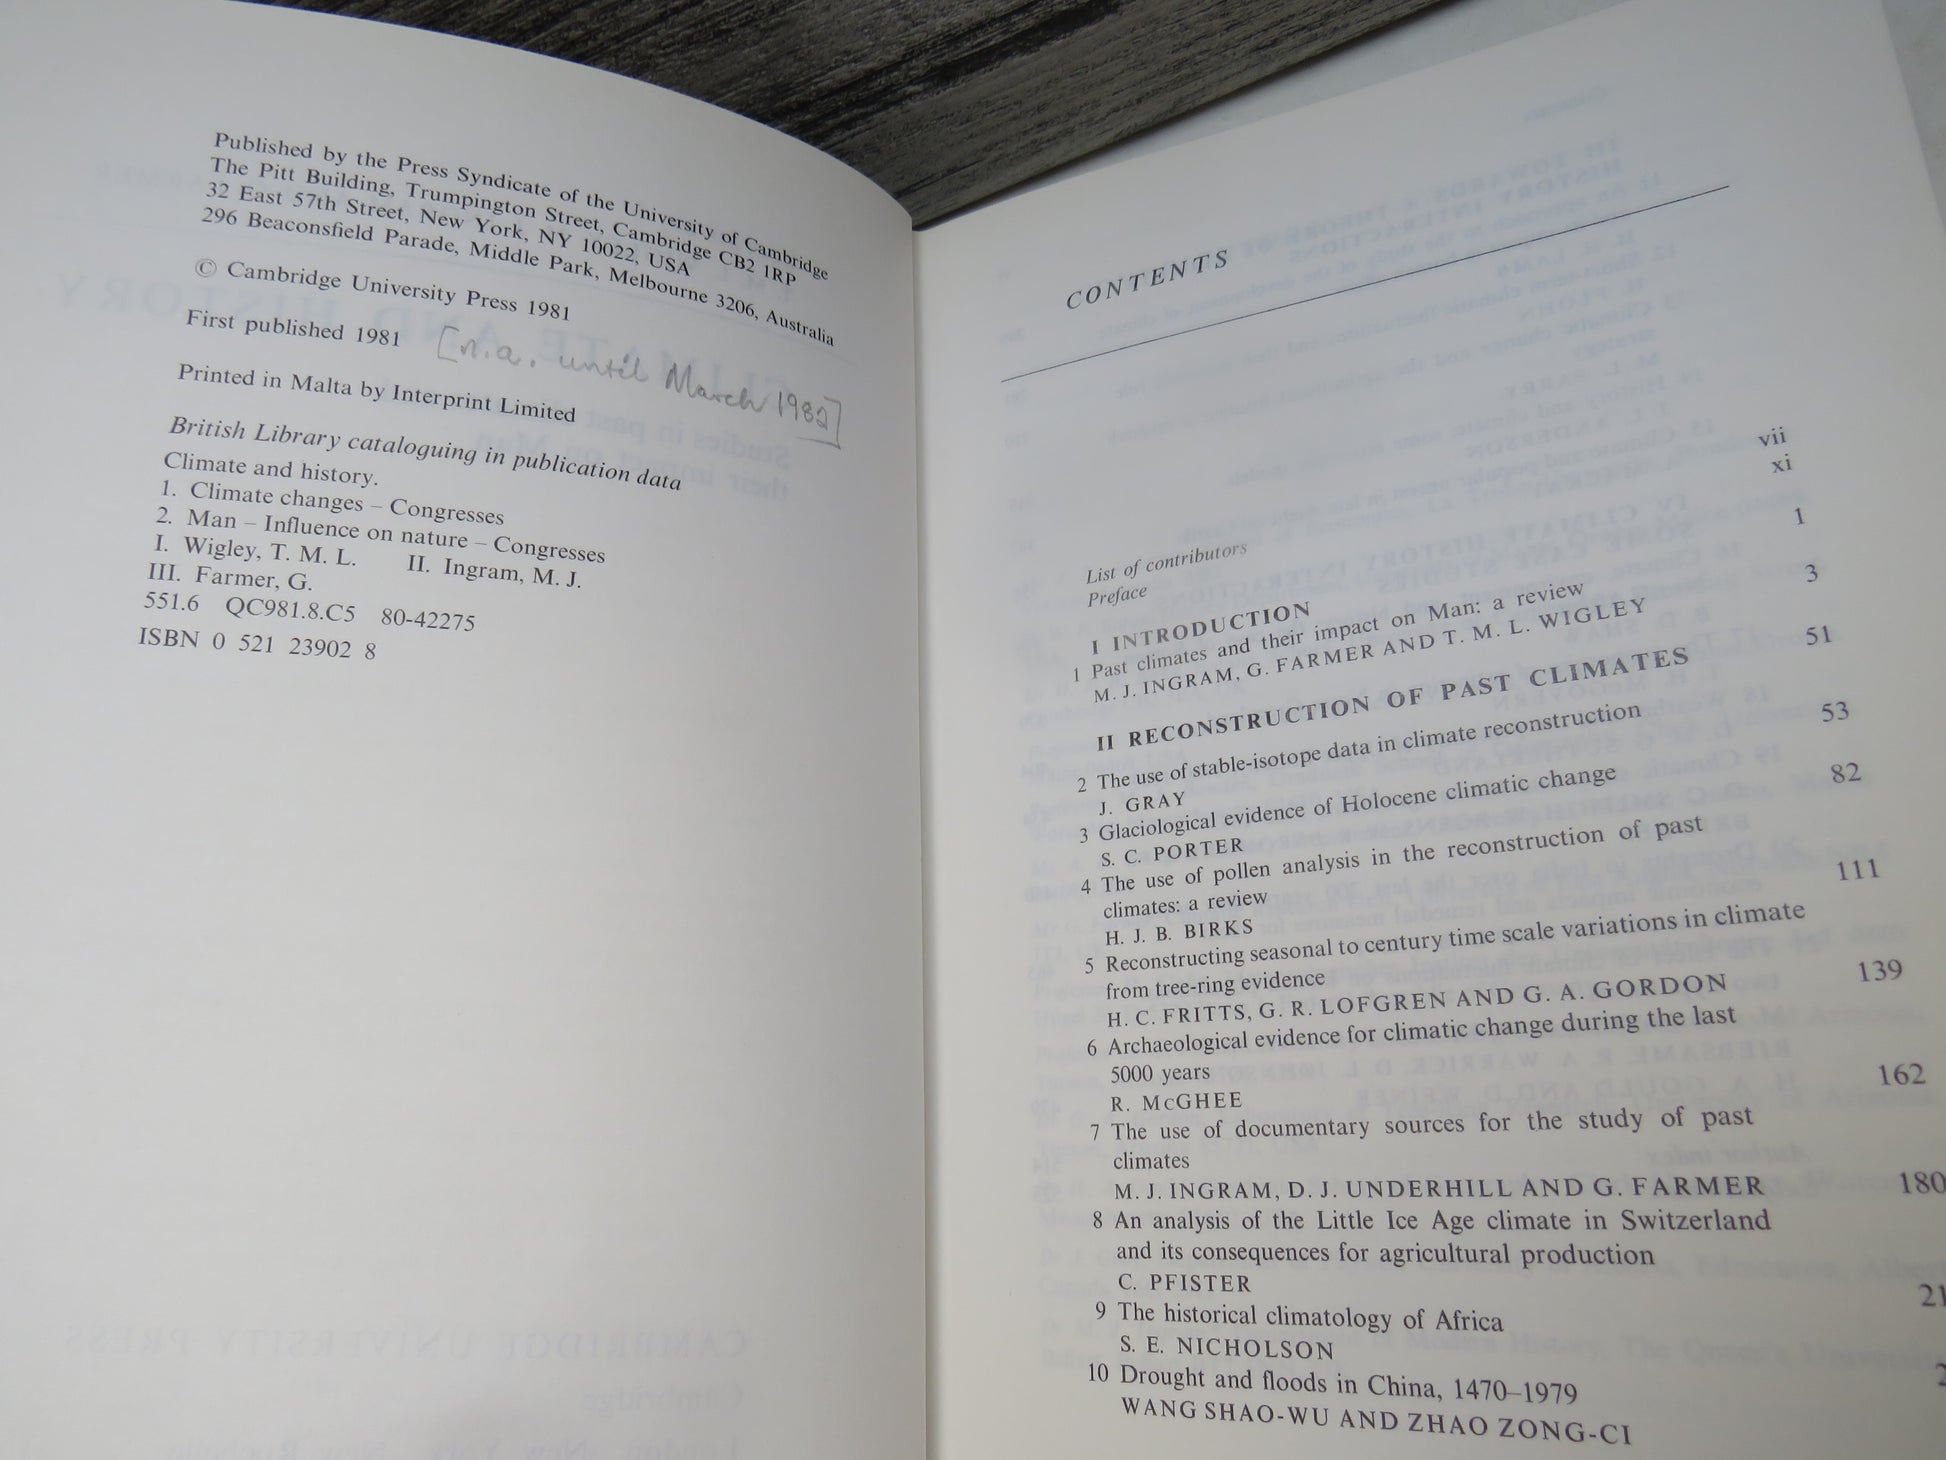 Published by the Press Syndicate of the University of Cambridge
The Pitt Building, Trumpington Street, Cambridge CB2 1RP
32 East 57th Street, New York, NY 10022, USA
296 Beaconsfield Parade, Middle Park, Melbourne 3206, Australia
© Cambridge University Press 1981
First published 1981
[n.a. until March 1982]
Printed in Malta by Interprint Limited
British Library cataloguing in publication data
Climate and history.
1. Climate changes – Congresses
2. Man – Influence on nature – Congresses
I. Wigley, T. M. L. II. Ingram, M. J.
III. Farmer, G.
551.6 QC981.8.C5 80-42275
ISBN 0 521 23902 8
CONTENTS
List of contributors vii
Preface xi
I INTRODUCTION 1
1 Past climates and their impact on Man: a review 3
M. J. INGRAM, G. FARMER AND T. M. L. WIGLEY
II RECONSTRUCTION OF PAST CLIMATES 51
2 The use of stable-isotope data in climate reconstruction 53
J. GRAY
3 Glaciological evidence of Holocene climatic change 82
S. C. PORTER
4 The use of pollen analysis in the reconstruction of past
climates: a review 111
H. J. B. BIRKS
5 Reconstructing seasonal to century time scale variations in climate
from tree-ring evidence 139
H. C. FRITTS, G. R. LOFGREN AND G. A. GORDON
6 Archaeological evidence for climatic change during the last
5000 years 162
R. McGHEE
7 The use of documentary sources for the study of past
climates 180
M. J. INGRAM, D. J. UNDERHILL AND G. FARMER
8 An analysis of the Little Ice Age climate in Switzerland
and its consequences for agricultural production
C. PFISTER
9 The historical climatology of Africa
S. E. NICHOLSON
10 Drought and floods in China, 1470–1979
WANG SHAO-WU AND ZHAO ZONG-CI